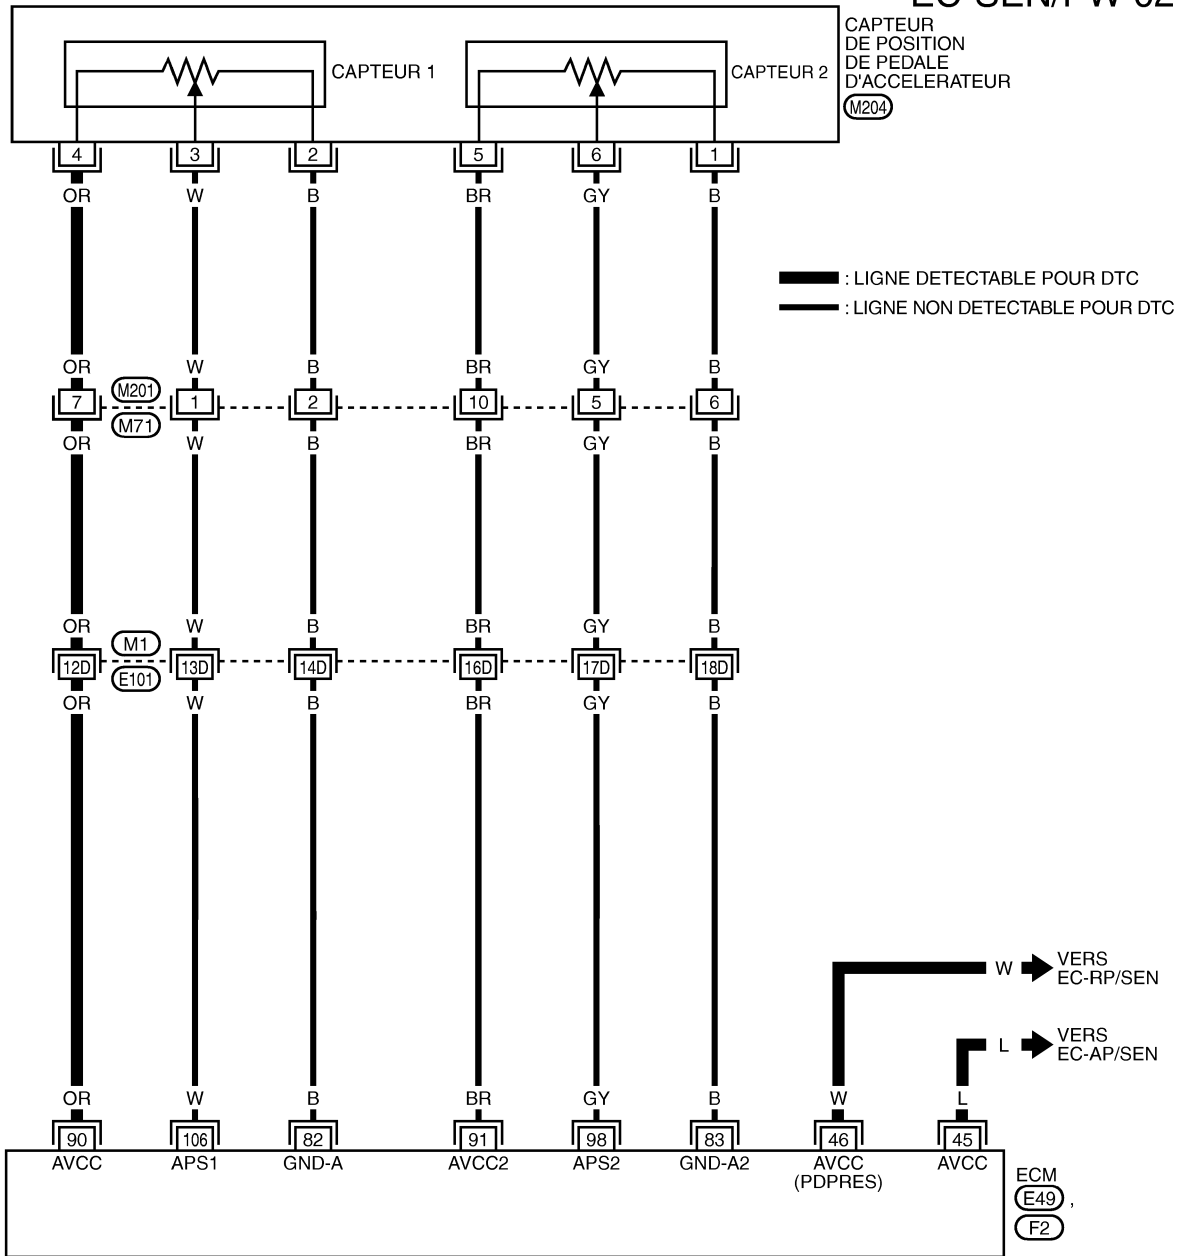 CAPTEUR
DE POSITION
DE PEDALE
D'ACCELERATEUR
M204
CAPTEUR 1
CAPTEUR 2
4 3 2 5 6 1
OR W B BR GY B
: LIGNE DETECTABLE POUR DTC
: LIGNE NON DETECTABLE POUR DTC
OR W B BR GY B
M201
7 1 2 10 5 6
M71
OR W B BR GY B
OR W B BR GY B
M1
12D 13D 14D 16D 17D 18D
E101
OR W B BR GY B
W VERS
EC-RP/SEN
L VERS
EC-AP/SEN
OR W B BR GY B W L
90 106 82 91 98 83 46 45
AVCC APS1 GND-A AVCC2 APS2 GND-A2 AVCC
(PDPRES) AVCC
ECM
E49 ,
F2